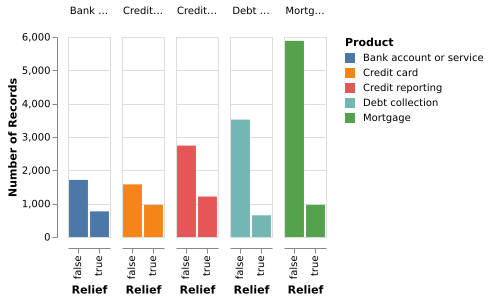 Bank ... Credit... Credit... Debt ... Mortg...
Number of Records
6,000
5,000
4,000
3,000
2,000
1,000
0
false true false true false true false true false true
Relief Relief Relief Relief Relief
Product
Bank account or service
Credit card
Credit reporting
Debt collection
Mortgage